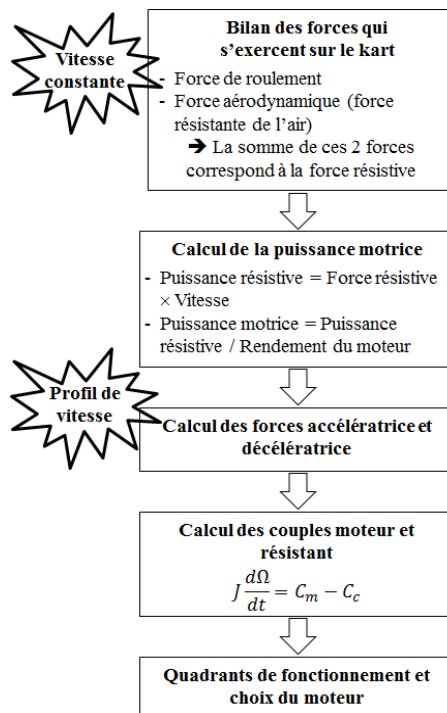 Vitesse
constante
Bilan des forces qui
s'exercent sur le kart
- Force de roulement
- Force aérodynamique (force
résistante de l'air)
➔ La somme de ces 2 forces
correspond à la force résistive
Calcul de la puissance motrice
- Puissance résistive = Force résistive
× Vitesse
- Puissance motrice = Puissance
résistive / Rendement du moteur
Profil de
vitesse
Calcul des forces accélératrice et
décélératrice
Calcul des couples moteur et
résistant
J dΩ/dt = C_m − C_c
Quadrants de fonctionnement et
choix du moteur